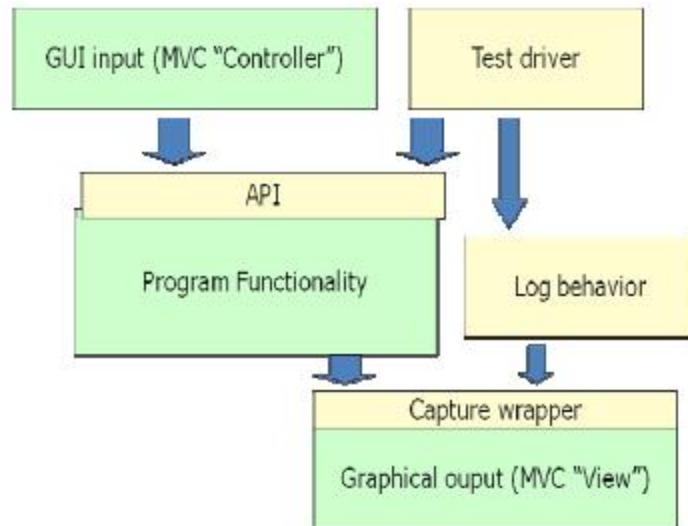 GUI input (MVC “Controller”)
Test driver
API
Program Functionality
Log behavior
Capture wrapper
Graphical ouput (MVC “View”)